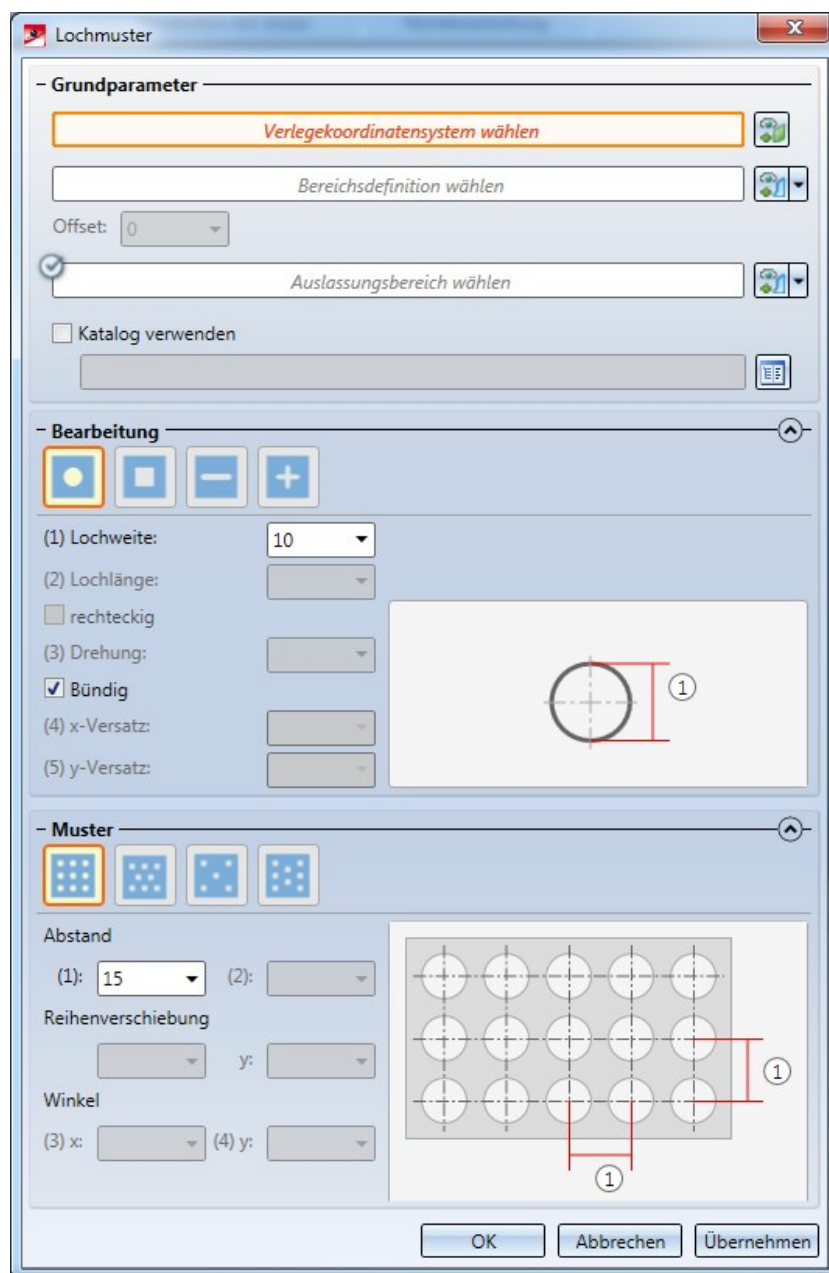 Lochmuster
Grundparameter
Verlegekoordinatensystem wählen
Bereichsdefinition wählen
Offset: 0
Auslassungsbereich wählen
Katalog verwenden
Bearbeitung
(1) Lochweite: 10
(2) Lochlänge:
rechteckig
(3) Drehung:
Bündig
(4) x-Versatz:
(5) y-Versatz:
1
Muster
Abstand
(1): 15 (2):
Reihenverschiebung
y:
Winkel
(3) x: (4) y:
1
1
OK Abbrechen Übernehmen